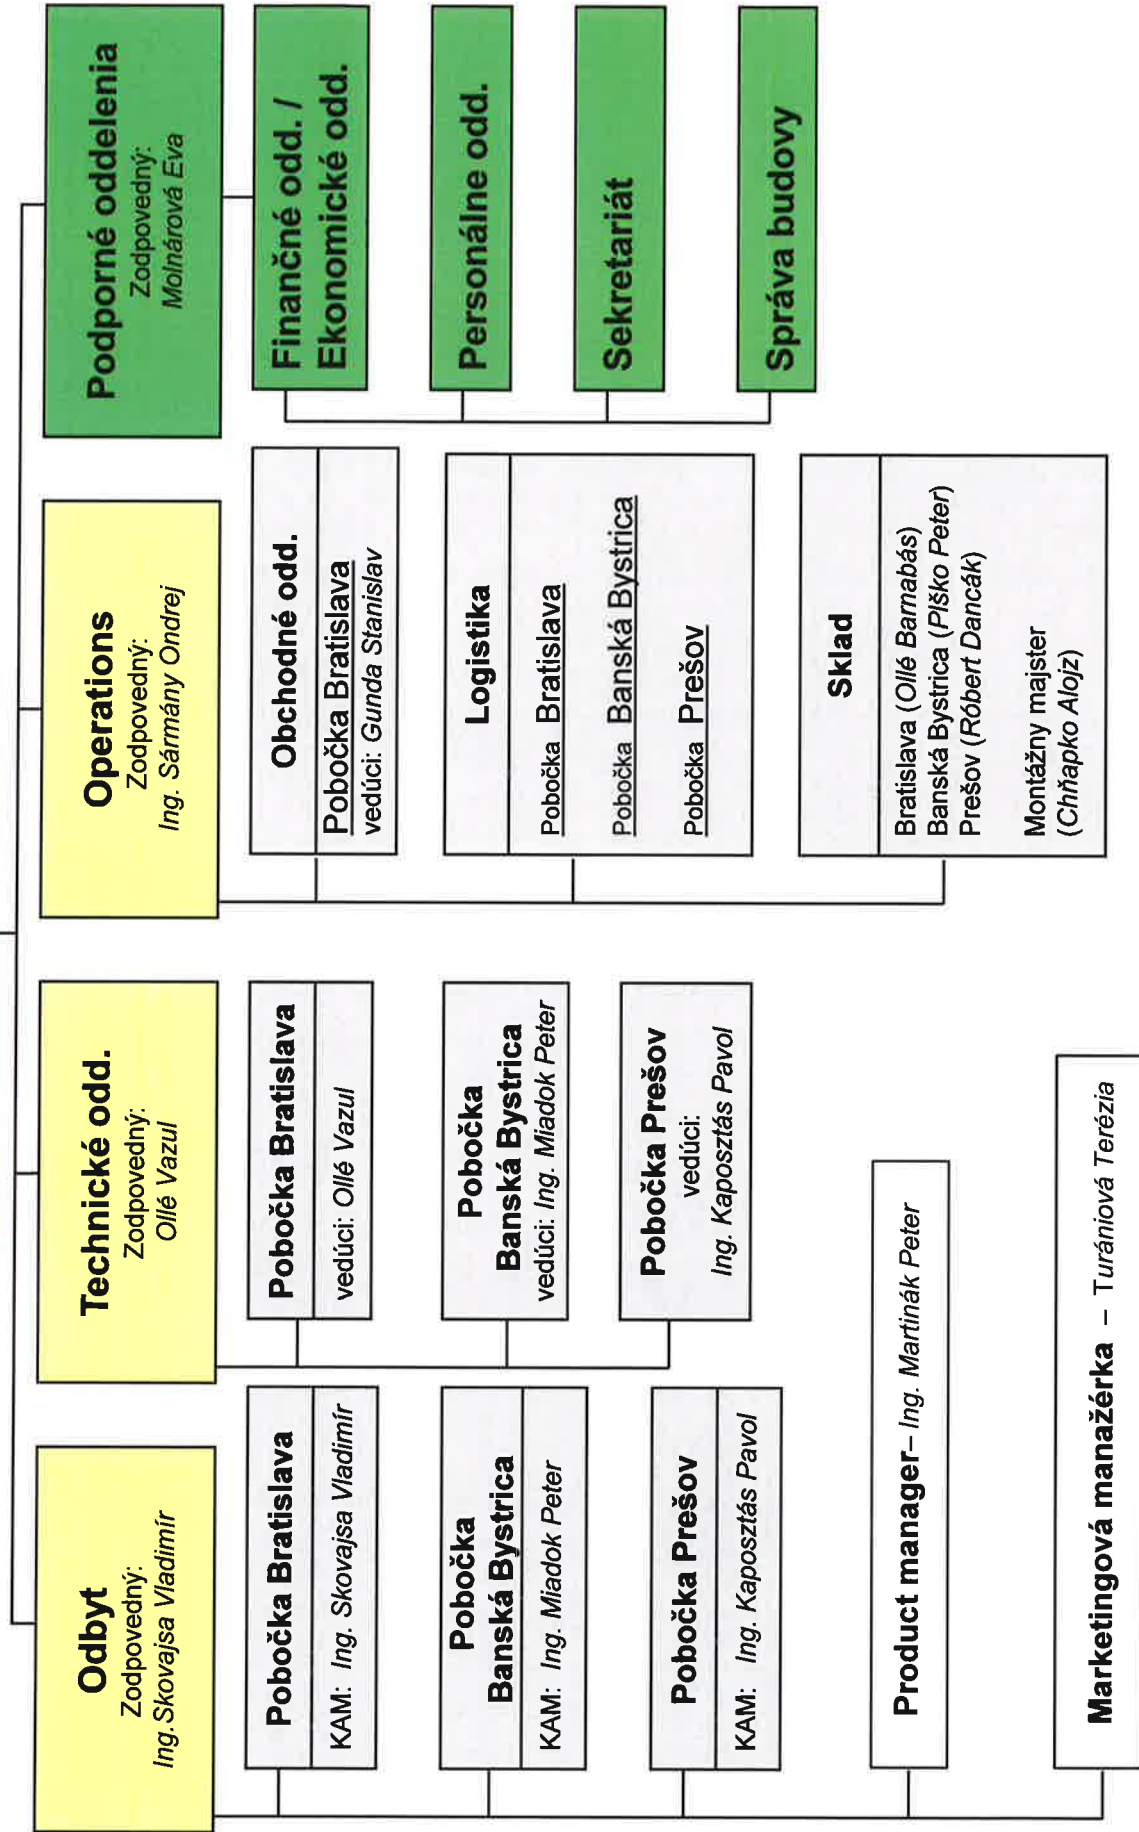 Odbyt
Zodpovedný:
Ing.Skovajsa Vladimír
Pobočka Bratislava
KAM: Ing. Skovajsa Vladimír
Pobočka
Banská Bystrica
KAM: Ing. Miadok Peter
Pobočka Prešov
KAM: Ing. Kaposztás Pavol
Product manager– Ing. Martinák Peter
Marketingová manažérka – Turániová Terézia
Technické odd.
Zodpovedný:
Ollé Vazul
Pobočka Bratislava
vedúci: Ollé Vazul
Pobočka
Banská Bystrica
vedúci: Ing. Miadok Peter
Pobočka Prešov
vedúci:
Ing. Kaposztás Pavol
Operations
Zodpovedný:
Ing. Sármány Ondrej
Obchodné odd.
Pobočka Bratislava
vedúci: Gunda Stanislav
Logistika
Pobočka Bratislava
Pobočka Banská Bystrica
Pobočka Prešov
Sklad
Bratislava (Ollé Barnabás)
Banská Bystrica (Plško Peter)
Prešov (Róbert Dancák)
Montážny majster
(Chňapko Alojz)
Podporné oddelenia
Zodpovedný:
Molnárová Eva
Finančné odd. /
Ekonomické odd.
Personálne odd.
Sekretariát
Správa budovy